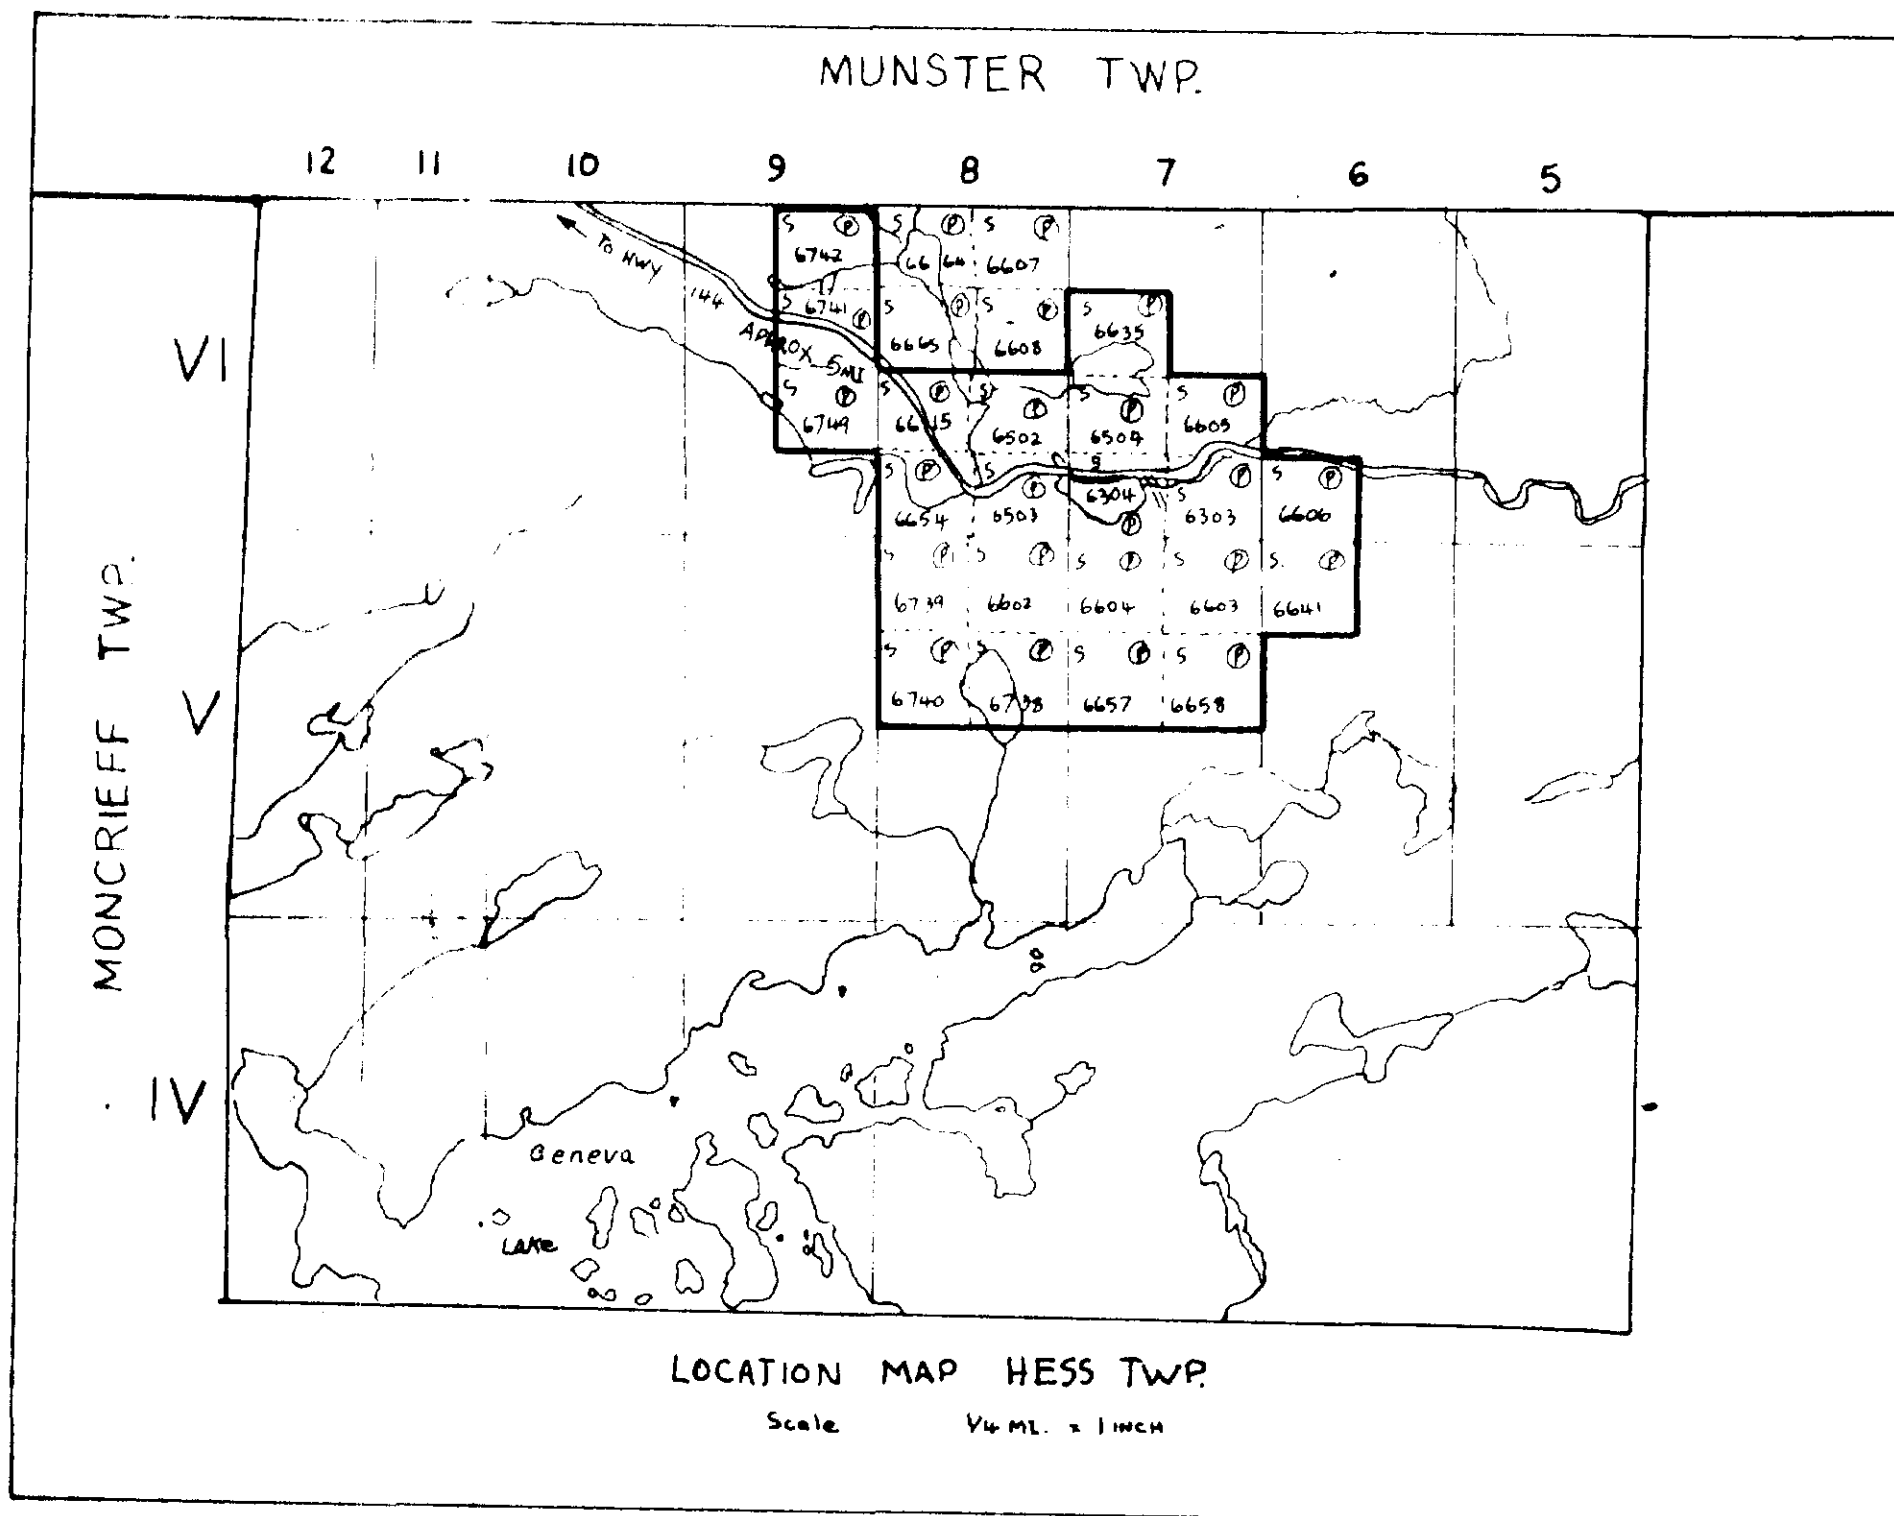 MUNSTER TWP.
12 11 10 9 8 7 6 5
S P S P S P
6742 6664 6607
TO HWY
144
S P S P S P S P
6741 6665 6608 6635
APPROX 5 MI
VI
S P S P S P S P S P
6749 6502 6504 6605
S P S P S P S P S P
6654 6503 6304 6303 6606
S P S P S P S P S P
6739 6602 6604 6603 6641
MONCRIEFF TWP.
S P S P S P S P
V
6740 6738 6657 6658
IV
Geneva
Lake
LOCATION MAP HESS TWP.
Scale 1/4 MI. = 1 INCH